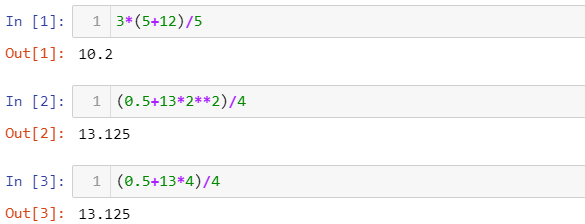 In [1]: 1 3*(5+12)/5
Out[1]: 10.2
In [2]: 1 (0.5+13*2**2)/4
Out[2]: 13.125
In [3]: 1 (0.5+13*4)/4
Out[3]: 13.125